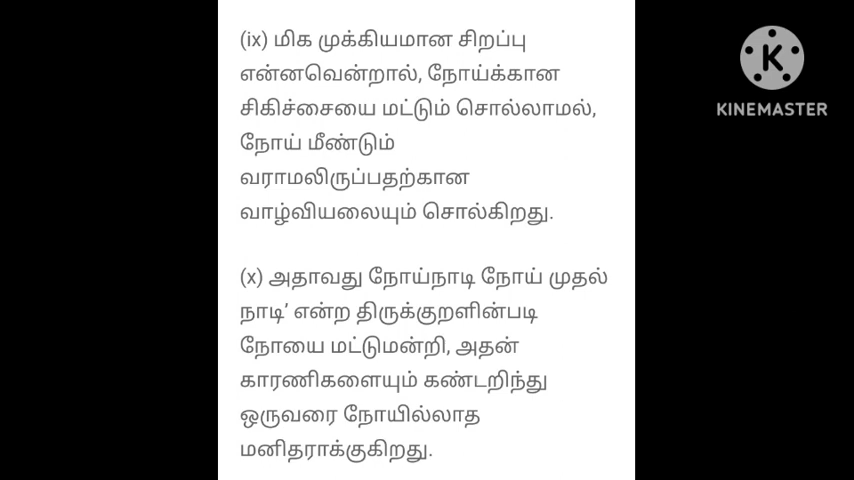 (ix) மிக முக்கியமான சிறப்பு
என்னவென்றால், நோய்க்கான
சிகிச்சையை மட்டும் சொல்லாமல்,
நோய் மீண்டும்
வராமலிருப்பதற்கான
வாழ்வியலையும் சொல்கிறது.
(x) அதாவது நோய்நாடி நோய் முதல்
நாடி’ என்ற திருக்குறளின்படி
நோயை மட்டுமன்றி, அதன்
காரணிகளையும் கண்டறிந்து
ஒருவரை நோயில்லாத
மனிதராக்குகிறது.
K
KINEMASTER